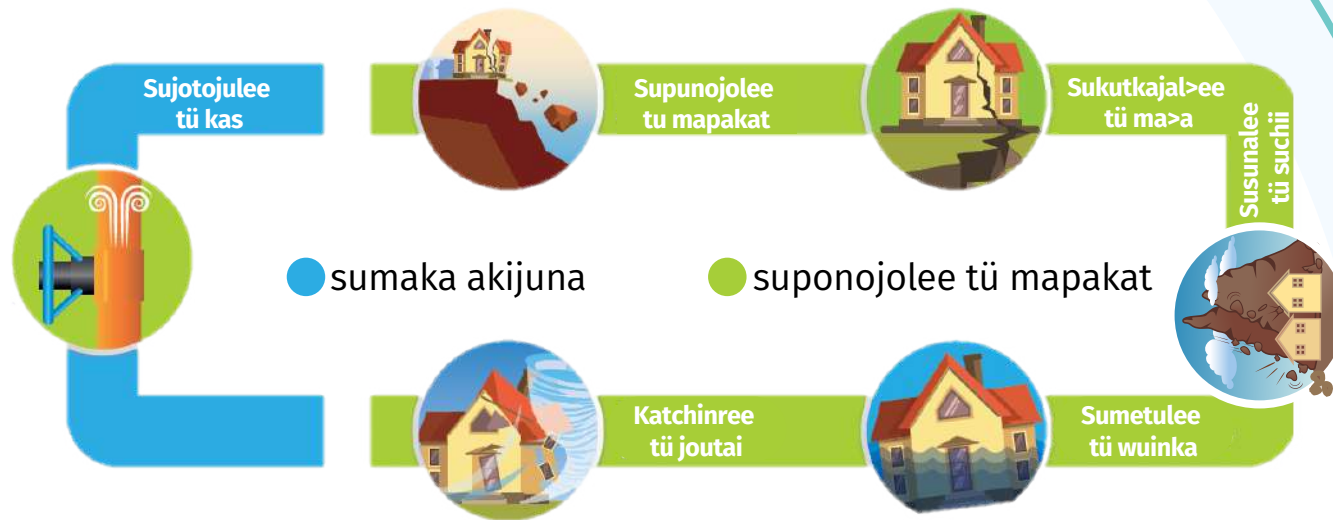 Sujotojulee
tü kas
Supunojolee
tu mapakat
Sukutkajal>ee
tü ma>a
Susunalee
tü suchii
sumaka akijuna
suponojolee tü mapakat
Katchinree
tü joutai
Sumetulee
tü wuinka